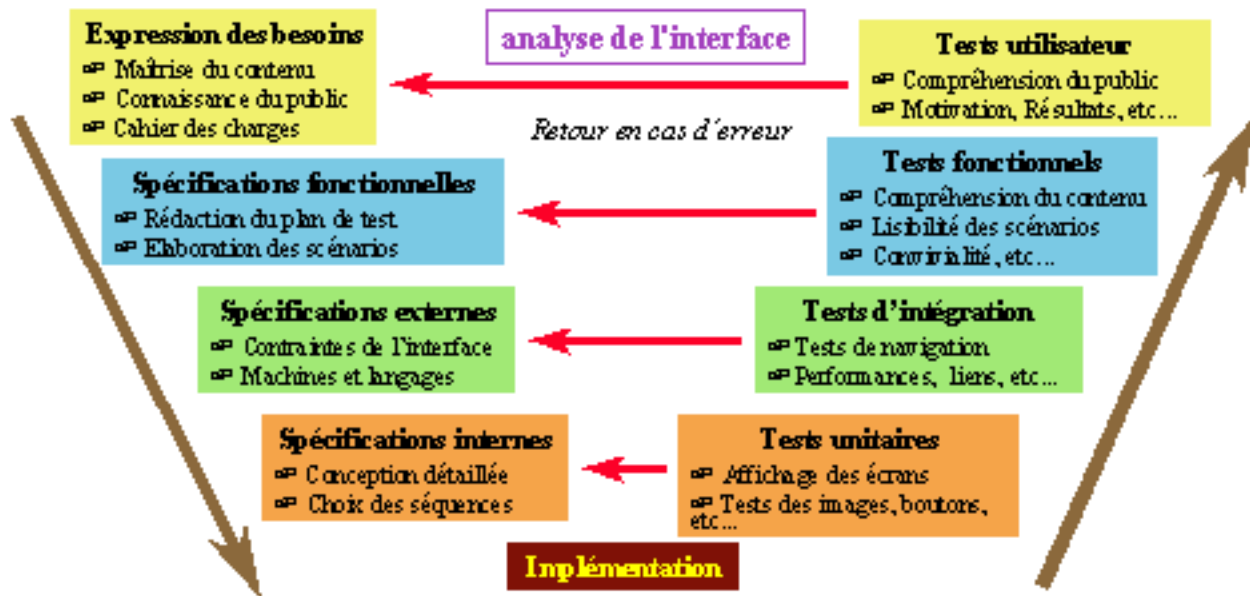 Expression des besoins
Maîtrise du contenu
Connaissance du public
Cahier des charges
analyse de l'interface
Tests utilisateur
Compréhension du public
Motivation, Résultats, etc...
Retour en cas d'erreur
Spécifications fonctionnelles
Rédaction du plan de test
Elaboration des scénarios
Tests fonctionnels
Compréhension du contenu
Lisibilité des scénarios
Convivialité, etc...
Spécifications externes
Contraintes de l'interface
Machines et langages
Tests d'intégration
Tests de navigation
Performances, liens, etc...
Spécifications internes
Conception détaillée
Choix des séquences
Tests unitaires
Affichage des écrans
Tests des images, boutons,
etc...
Implémentation